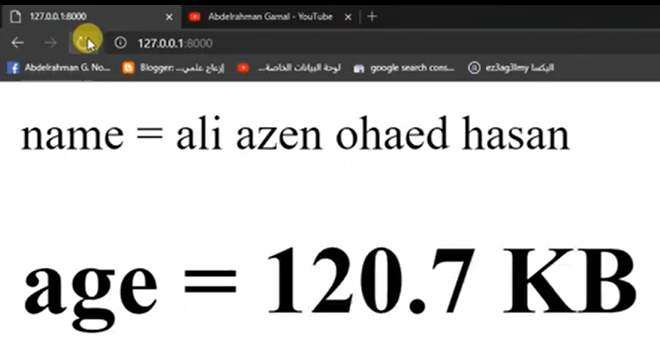 127.0.0.1:8000
Abdelrahman Gamal - YouTube
127.0.0.1:8000
Abdelrahman G. No...
Blogger: ...إزعاج علمي
لوحة البيانات الخاصة...
google search cons...
ez3ag3lmy اليكسا
name = ali azen ohaed hasan
age = 120.7 KB